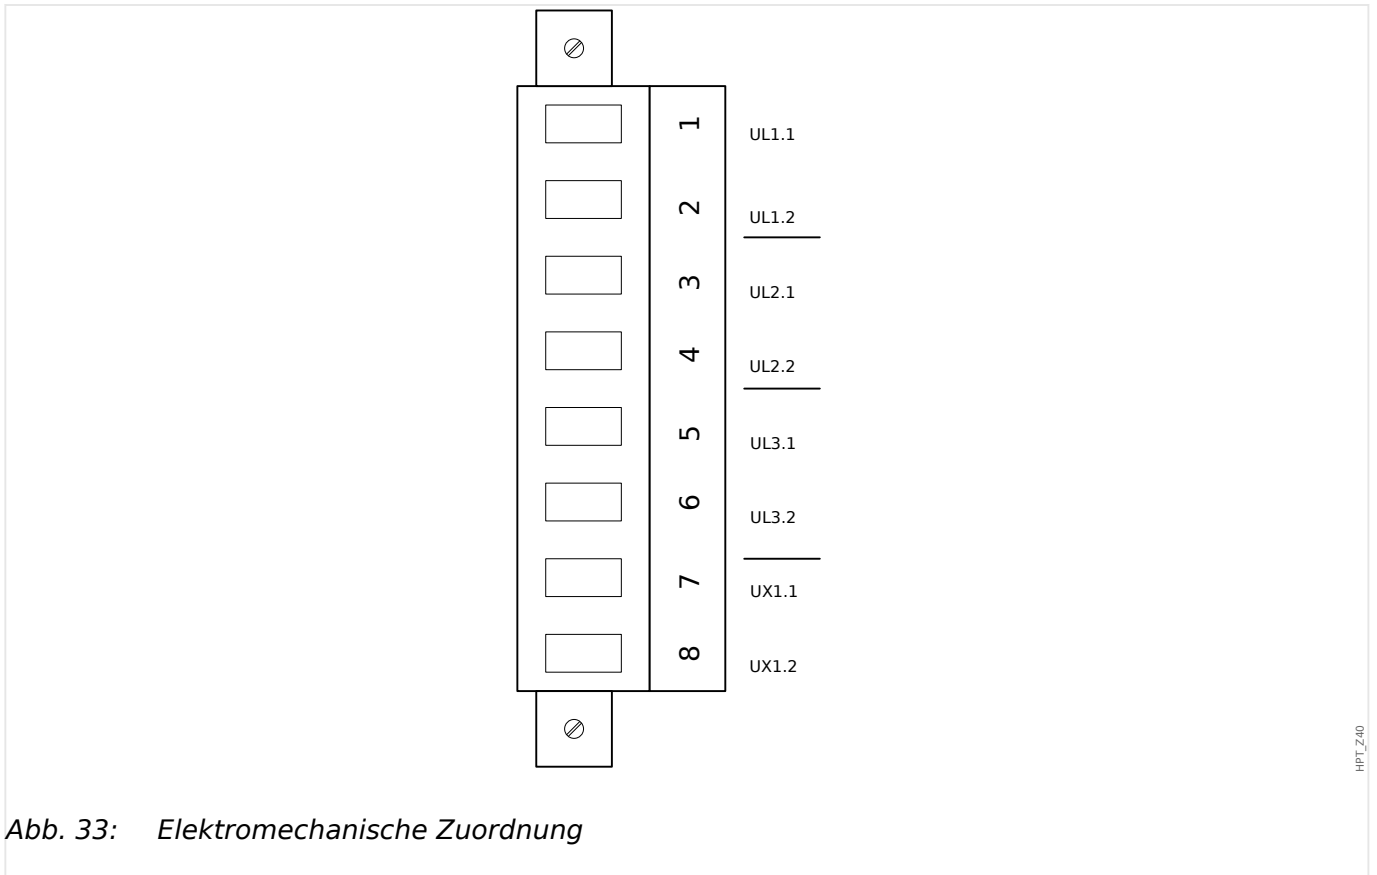 1
UL1.1
2
UL1.2
3
UL2.1
4
UL2.2
5
UL3.1
6
UL3.2
7
UX1.1
8
UX1.2
HPT_Z40
Abb. 33: Elektromechanische Zuordnung